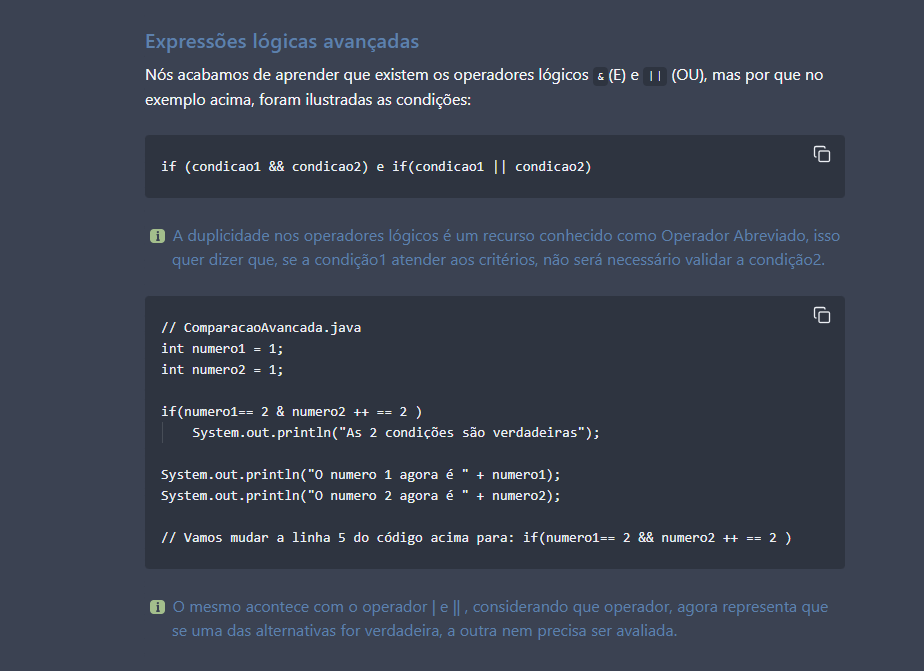 Expressões lógicas avançadas
Nós acabamos de aprender que existem os operadores lógicos & (E) e || (OU), mas por que no
exemplo acima, foram ilustradas as condições:
if (condicao1 && condicao2) e if(condicao1 || condicao2)
A duplicidade nos operadores lógicos é um recurso conhecido como Operador Abreviado, isso
quer dizer que, se a condição1 atender aos critérios, não será necessário validar a condição2.
// ComparacaoAvancada.java
int numero1 = 1;
int numero2 = 1;
if(numero1== 2 & numero2 ++ == 2 )
System.out.println("As 2 condições são verdadeiras");
System.out.println("O numero 1 agora é " + numero1);
System.out.println("O numero 2 agora é " + numero2);
// Vamos mudar a linha 5 do código acima para: if(numero1== 2 && numero2 ++ == 2 )
O mesmo acontece com o operador | e || , considerando que operador, agora representa que
se uma das alternativas for verdadeira, a outra nem precisa ser avaliada.